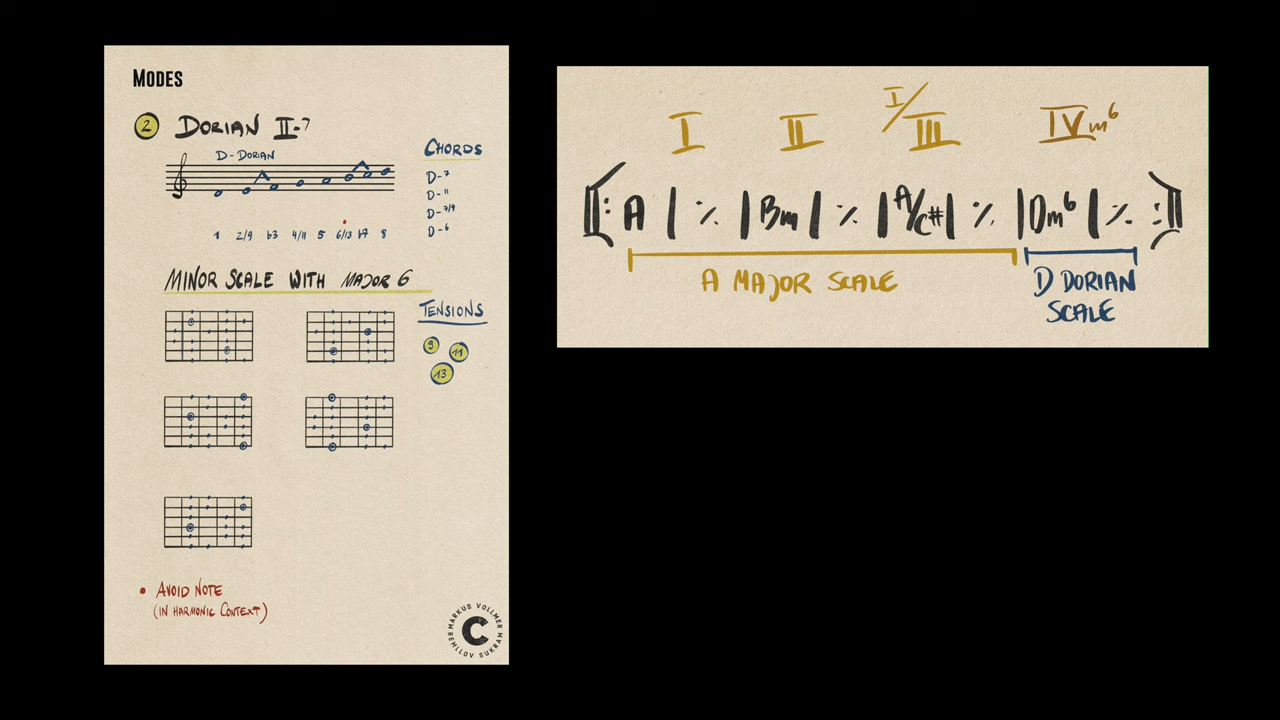 MODES
2 DORIAN II-7
D-DORIAN
1 2/9 b3 4/11 5 6/13 b7 8
CHORDS
D-7
D-11
D-7/9
D-6
MINOR SCALE WITH MAJOR 6
TENSIONS
9
11
13
• AVOID NOTE
(IN HARMONIC CONTEXT)
MARKUS VOLLMER
MARKUS VOLLMER
C
I II I/III IVm6
‖: A | ٪ | Bm | ٪ | A/C# | ٪ | Dm6 | ٪ :‖
A MAJOR SCALE
D DORIAN
SCALE